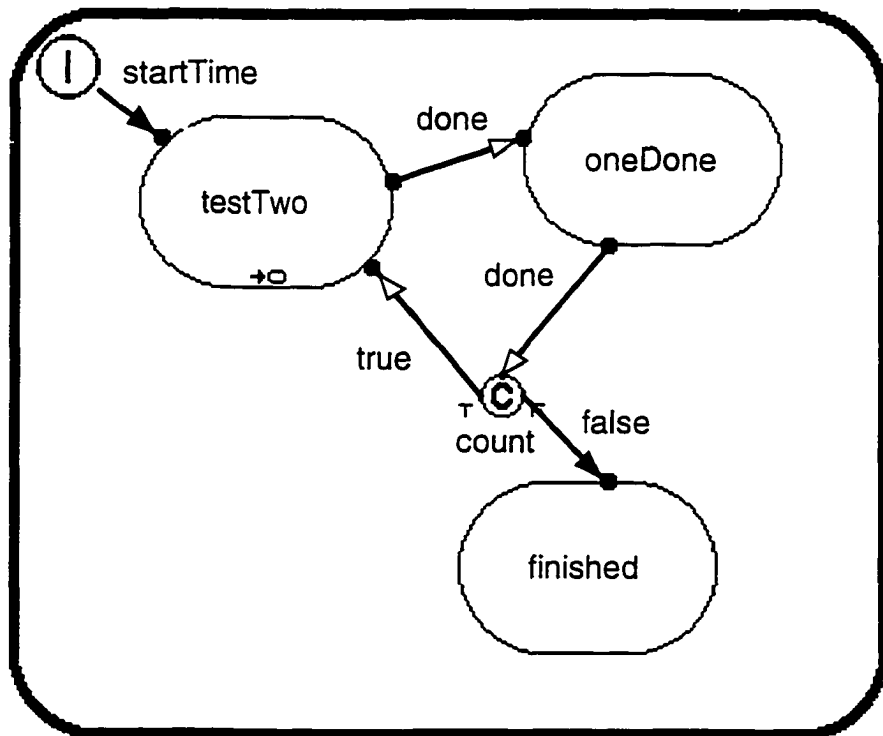 I
startTime
done
oneDone
testTwo
done
true
C
T
F
false
count
finished